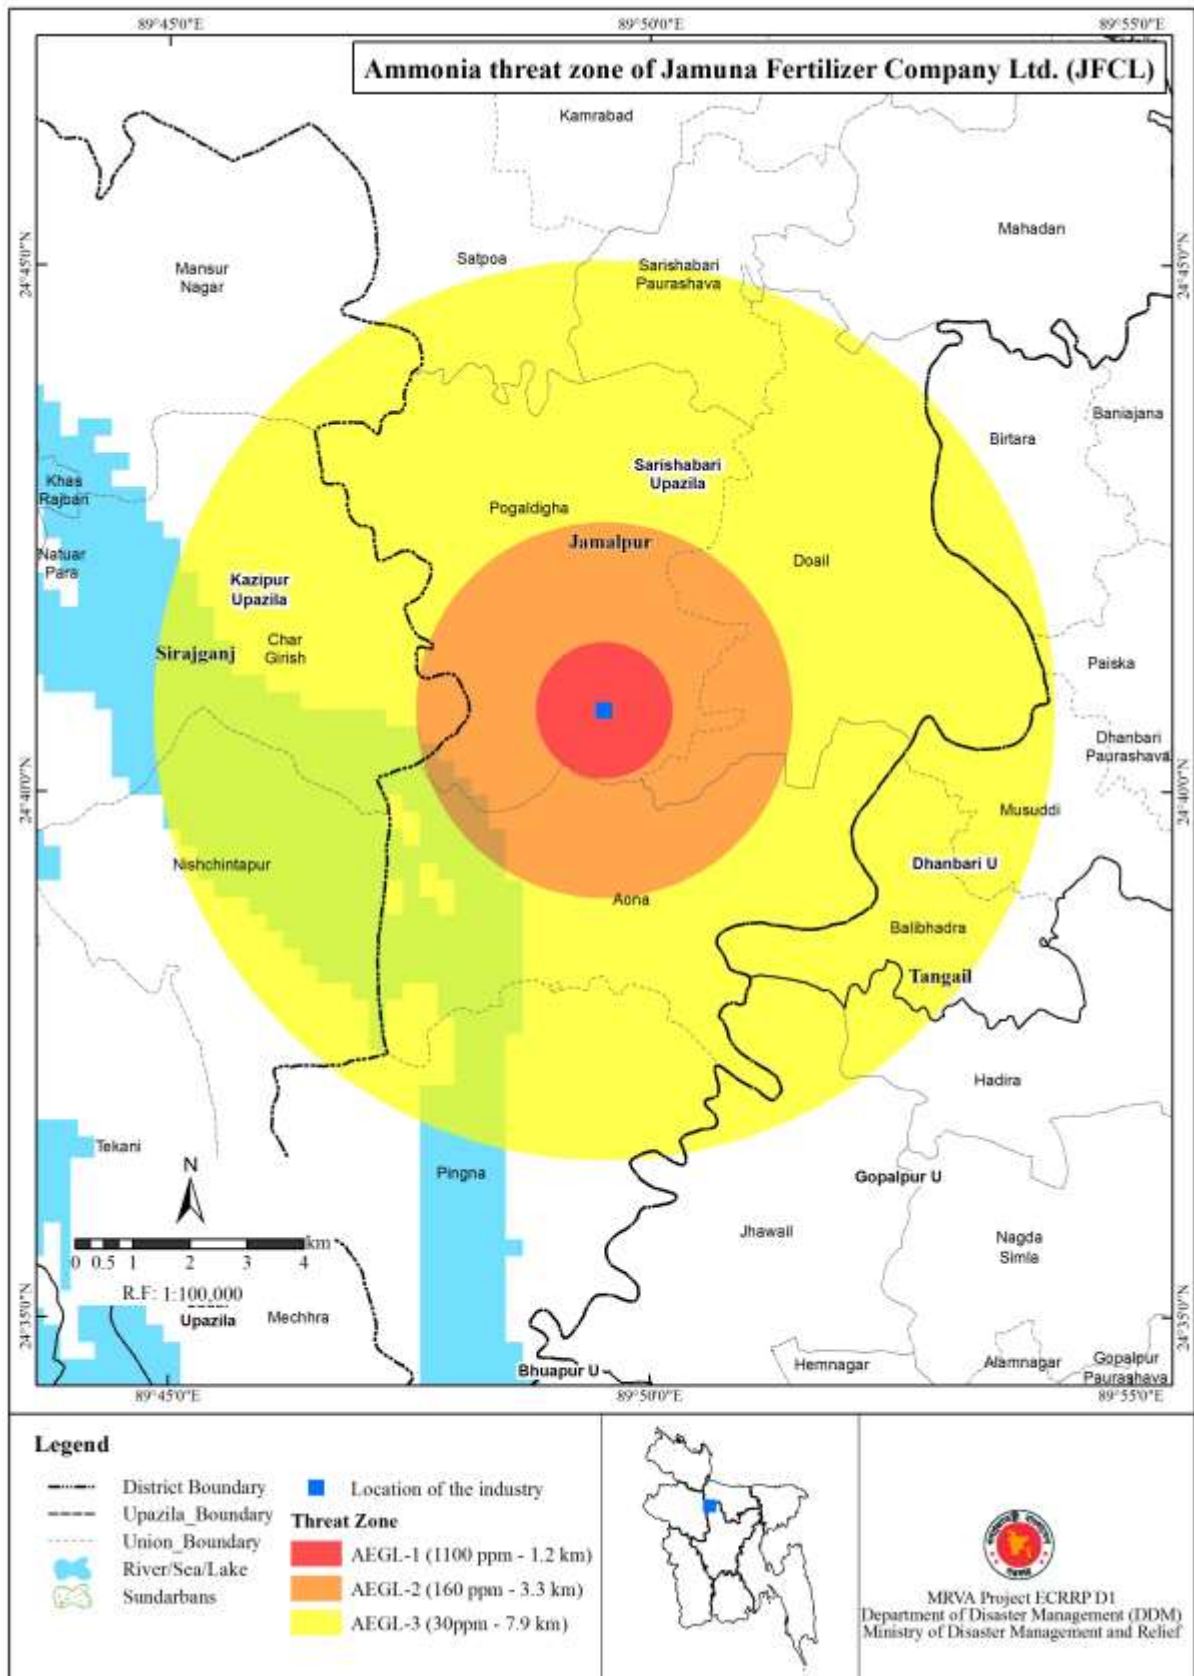 89°45'0"E
89°50'0"E
89°55'0"E
Ammonia threat zone of Jamuna Fertilizer Company Ltd. (JFCL)
Kamrabad
Mahadan
24°45'0"N
24°45'0"N
Satpoa
Sarishabari
Paurashava
Mansur
Nagar
Baniajana
Birtara
Sarishabari
Upazila
Khas
Rajbari
Pogaldigha
Jamalpur
Natuar
Para
Doail
Kazipur
Upazila
Char
Girish
Sirajganj
Paiska
Dhanbari
Paurashava
24°40'0"N
24°40'0"N
Musuddi
Nishchintapur
Dhanbari U
Aona
Balibhadra
Tangail
Hadira
Tekani
N
Pingna
Gopalpur U
Jhawail
Nagda
Simla
km
0 0.5 1 2 3 4
R.F: 1:100,000
Upazila
Mechhra
24°35'0"N
24°35'0"N
Bhuapur U
Hemnagar
Alamnagar
Gopalpur
Paurashava
89°45'0"E
89°50'0"E
89°55'0"E
Legend
District Boundary
Upazila_Boundary
Union_Boundary
River/Sea/Lake
Sundarbans
Location of the industry
Threat Zone
AEGL-1 (1100 ppm - 1.2 km)
AEGL-2 (160 ppm - 3.3 km)
AEGL-3 (30ppm - 7.9 km)
MRVA Project ECRRP D1
Department of Disaster Management (DDM)
Ministry of Disaster Management and Relief